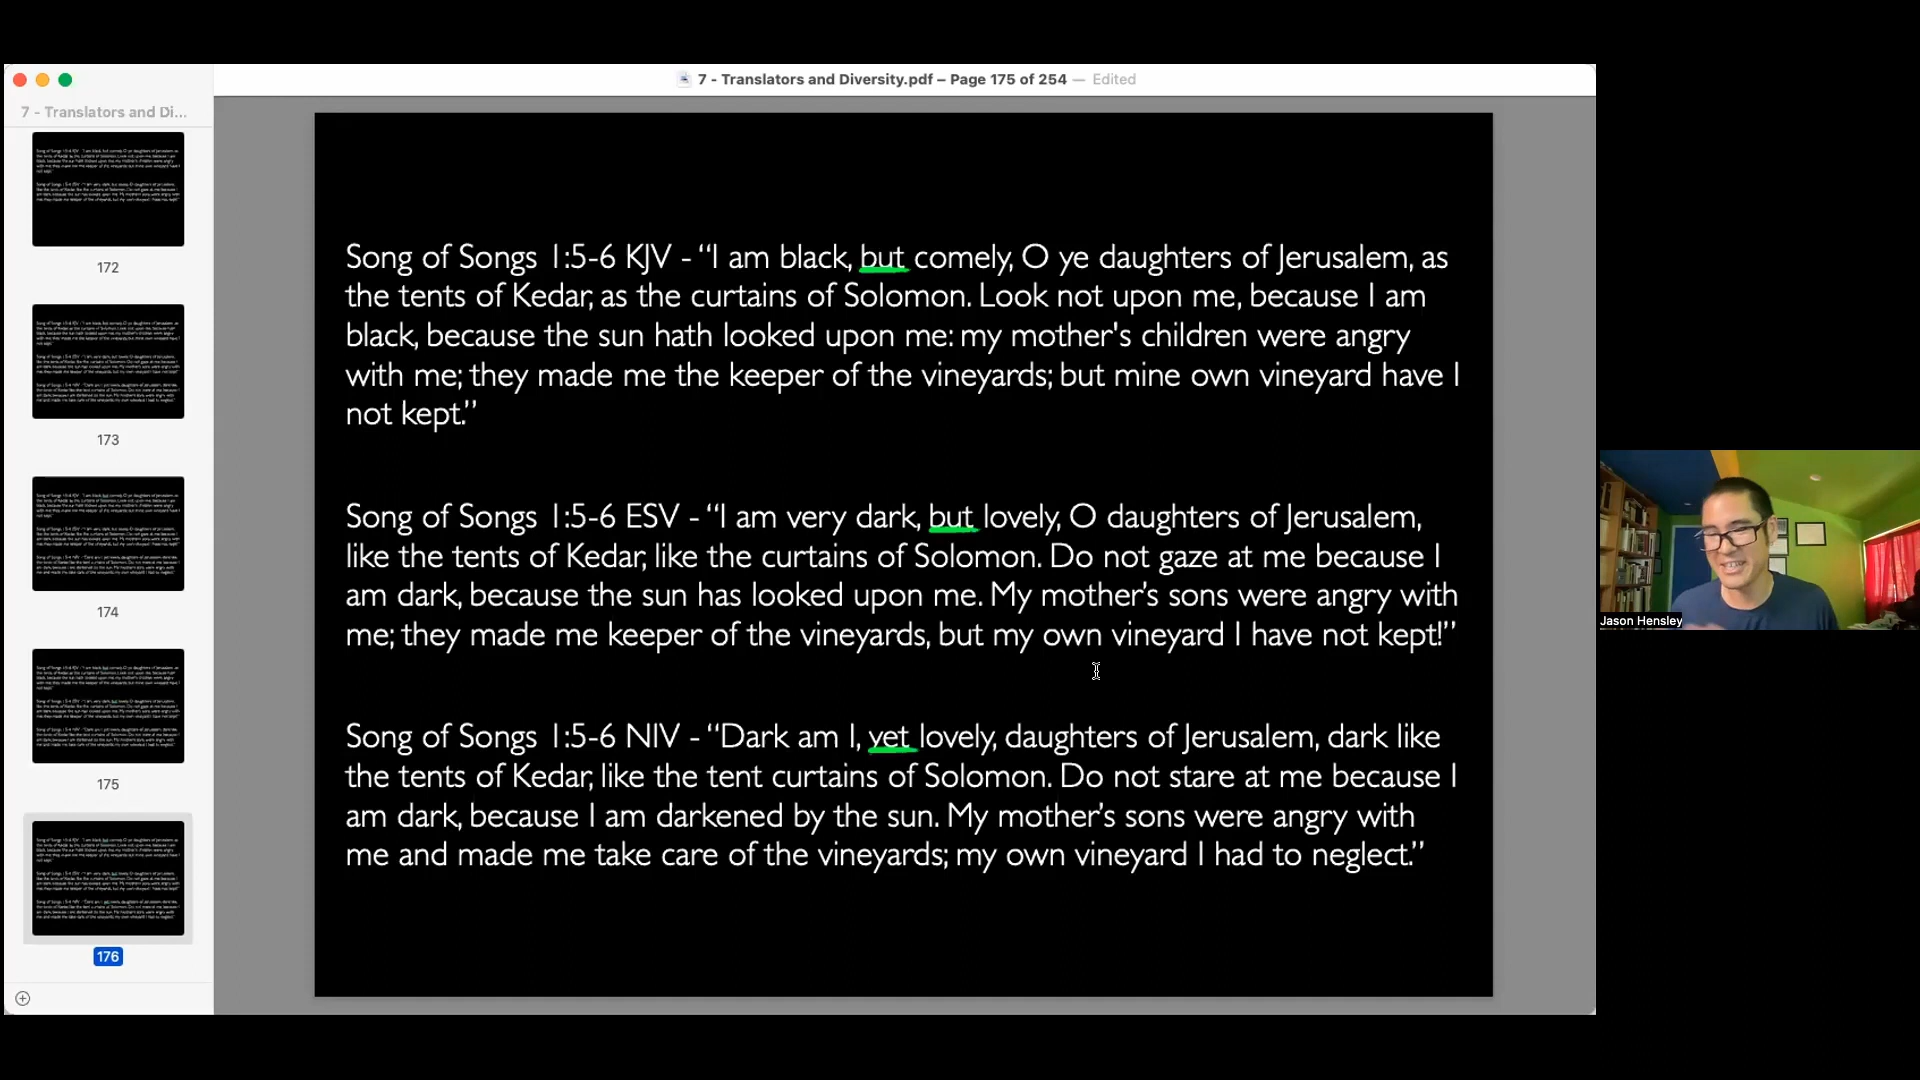 7 - Translators and Diversity.pdf – Page 175 of 254 — Edited
7 - Translators and Di...
172
173
174
175
176
Song of Songs 1:5-6 KJV - “I am black, but comely, O ye daughters of Jerusalem, as
the tents of Kedar, as the curtains of Solomon. Look not upon me, because I am
black, because the sun hath looked upon me: my mother's children were angry
with me; they made me the keeper of the vineyards; but mine own vineyard have I
not kept.”
Song of Songs 1:5-6 ESV - “I am very dark, but lovely, O daughters of Jerusalem,
like the tents of Kedar, like the curtains of Solomon. Do not gaze at me because I
am dark, because the sun has looked upon me. My mother’s sons were angry with
me; they made me keeper of the vineyards, but my own vineyard I have not kept!”
Song of Songs 1:5-6 NIV - “Dark am I, yet lovely, daughters of Jerusalem, dark like
the tents of Kedar, like the tent curtains of Solomon. Do not stare at me because I
am dark, because I am darkened by the sun. My mother’s sons were angry with
me and made me take care of the vineyards; my own vineyard I had to neglect.”
Jason Hensley